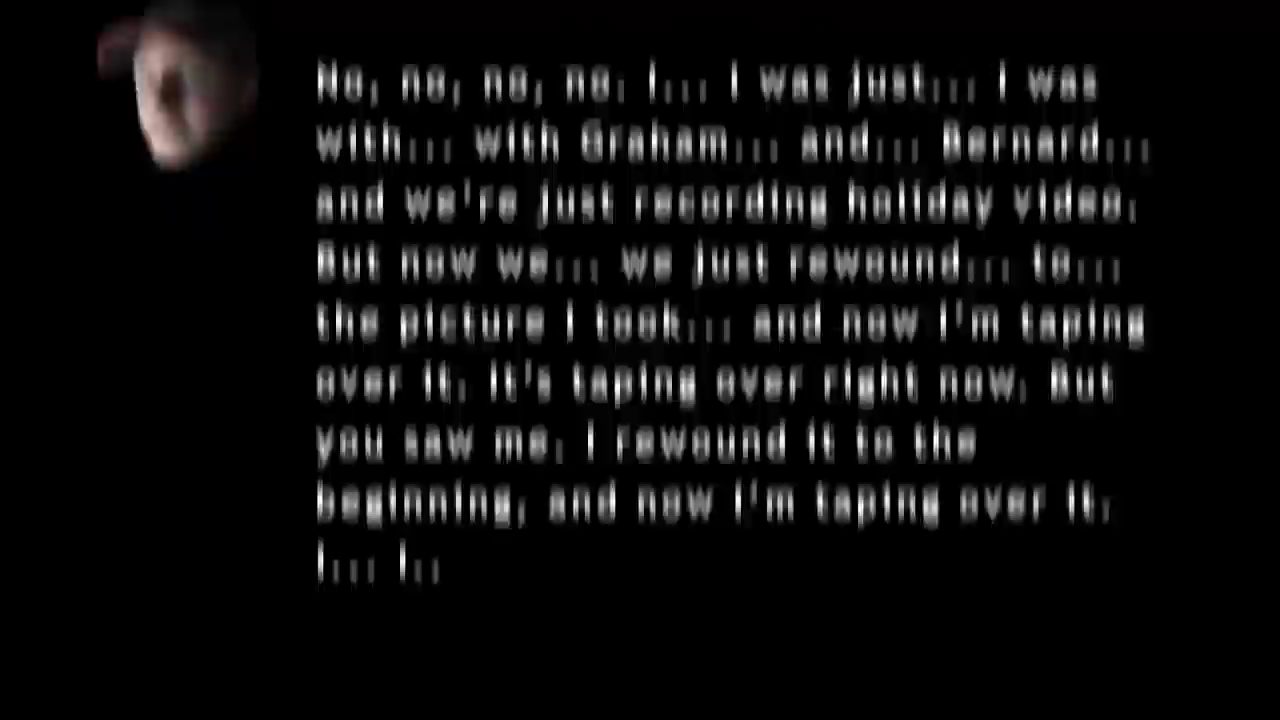 No, no, no, no. I... I was just... I was
with... with Graham... and... Bernard...
and we're just recording holiday video.
But now we... we just rewound... to...
the picture I took... and now I'm taping
over it. It's taping over right now. But
you saw me, I rewound it to the
beginning, and now I'm taping over it.
I... I..